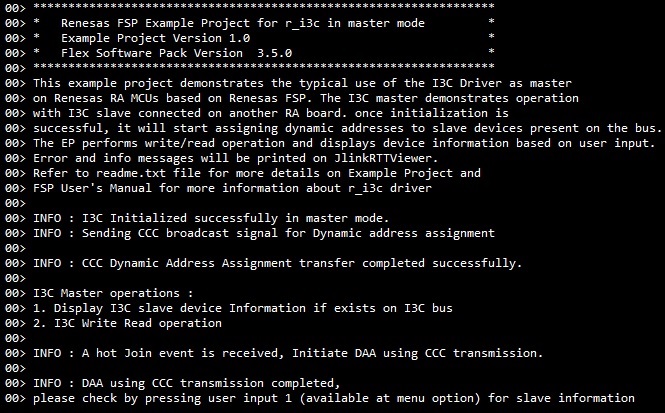 00> ***************************************************************
00> *   Renesas FSP Example Project for r_i3c in master mode        *
00> *   Example Project Version 1.0                                 *
00> *   Flex Software Pack Version  3.5.0                           *
00> ***************************************************************
00> This example project demonstrates the typical use of the I3C Driver as master
00> on Renesas RA MCUs based on Renesas FSP. The I3C master demonstrates operation
00> with I3C slave connected on another RA board. once initialization is
00> successful, it will start assigning dynamic addresses to slave devices present on the bus.
00> The EP performs write/read operation and displays device information based on user input.
00> Error and info messages will be printed on JlinkRTTViewer.
00> Refer to readme.txt file for more details on Example Project and
00> FSP User's Manual for more information about r_i3c driver
00>
00> INFO : I3C Initialized successfully in master mode.
00> INFO : Sending CCC broadcast signal for Dynamic address assignment
00>
00> INFO : CCC Dynamic Address Assignment transfer completed successfully.
00>
00> I3C Master operations :
00> 1. Display I3C slave device Information if exists on I3C bus
00> 2. I3C Write Read operation
00>
00> INFO : A hot Join event is received, Initiate DAA using CCC transmission.
00>
00> INFO : DAA using CCC transmission completed,
00> please check by pressing user input 1 (available at menu option) for slave information